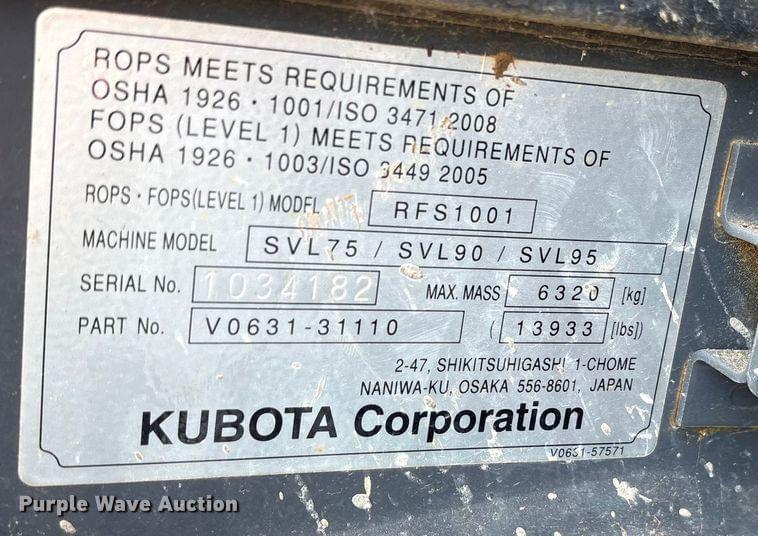 ROPS MEETS REQUIREMENTS OF
OSHA 1926・1001/ISO 3471:2008
FOPS (LEVEL 1) MEETS REQUIREMENTS OF
OSHA 1926・1003/ISO 3449 2005
ROPS・FOPS(LEVEL 1) MODEL RFS1001
MACHINE MODEL SVL75 / SVL90 / SVL95
SERIAL No. 1034182 MAX. MASS 6320 [kg]
PART No. V0631-31110 (13933 [lbs])
2-47, SHIKITSUHIGASHI 1-CHOME
NANIWA-KU, OSAKA 556-8601, JAPAN
KUBOTA Corporation
V0631-57571
Purple Wave Auction